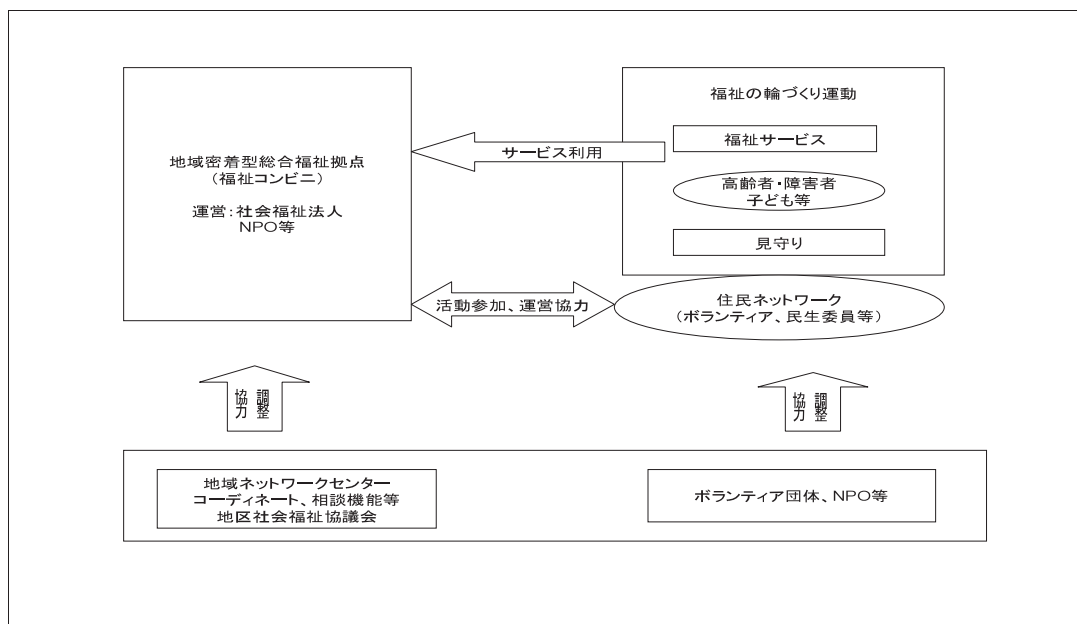 地域密着型総合福祉拠点
(福祉コンビニ)
運営：社会福祉法人
NPO等
サービス利用
福祉の輪づくり運動
福祉サービス
高齢者・障害者
子ども等
見守り
活動参加、運営協力
住民ネットワーク
(ボランティア、民生委員等)
調整
協力
調整
協力
地域ネットワークセンター
コーディネート、相談機能等
地区社会福祉協議会
ボランティア団体、NPO等